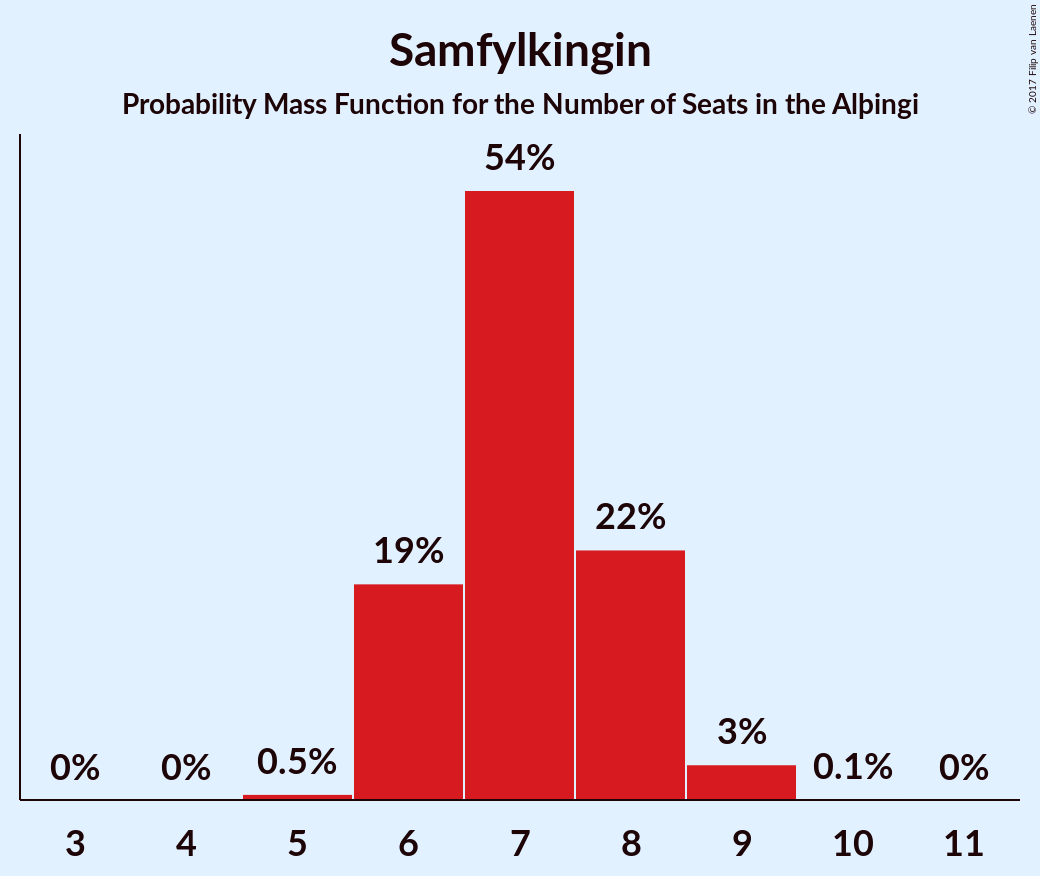 Samfylkingin
Probability Mass Function for the Number of Seats in the Alþingi
© 2017 Filip van Laenen
54%
22%
19%
3%
0% 0% 0.5% 0.1% 0%
3 4 5 6 7 8 9 10 11